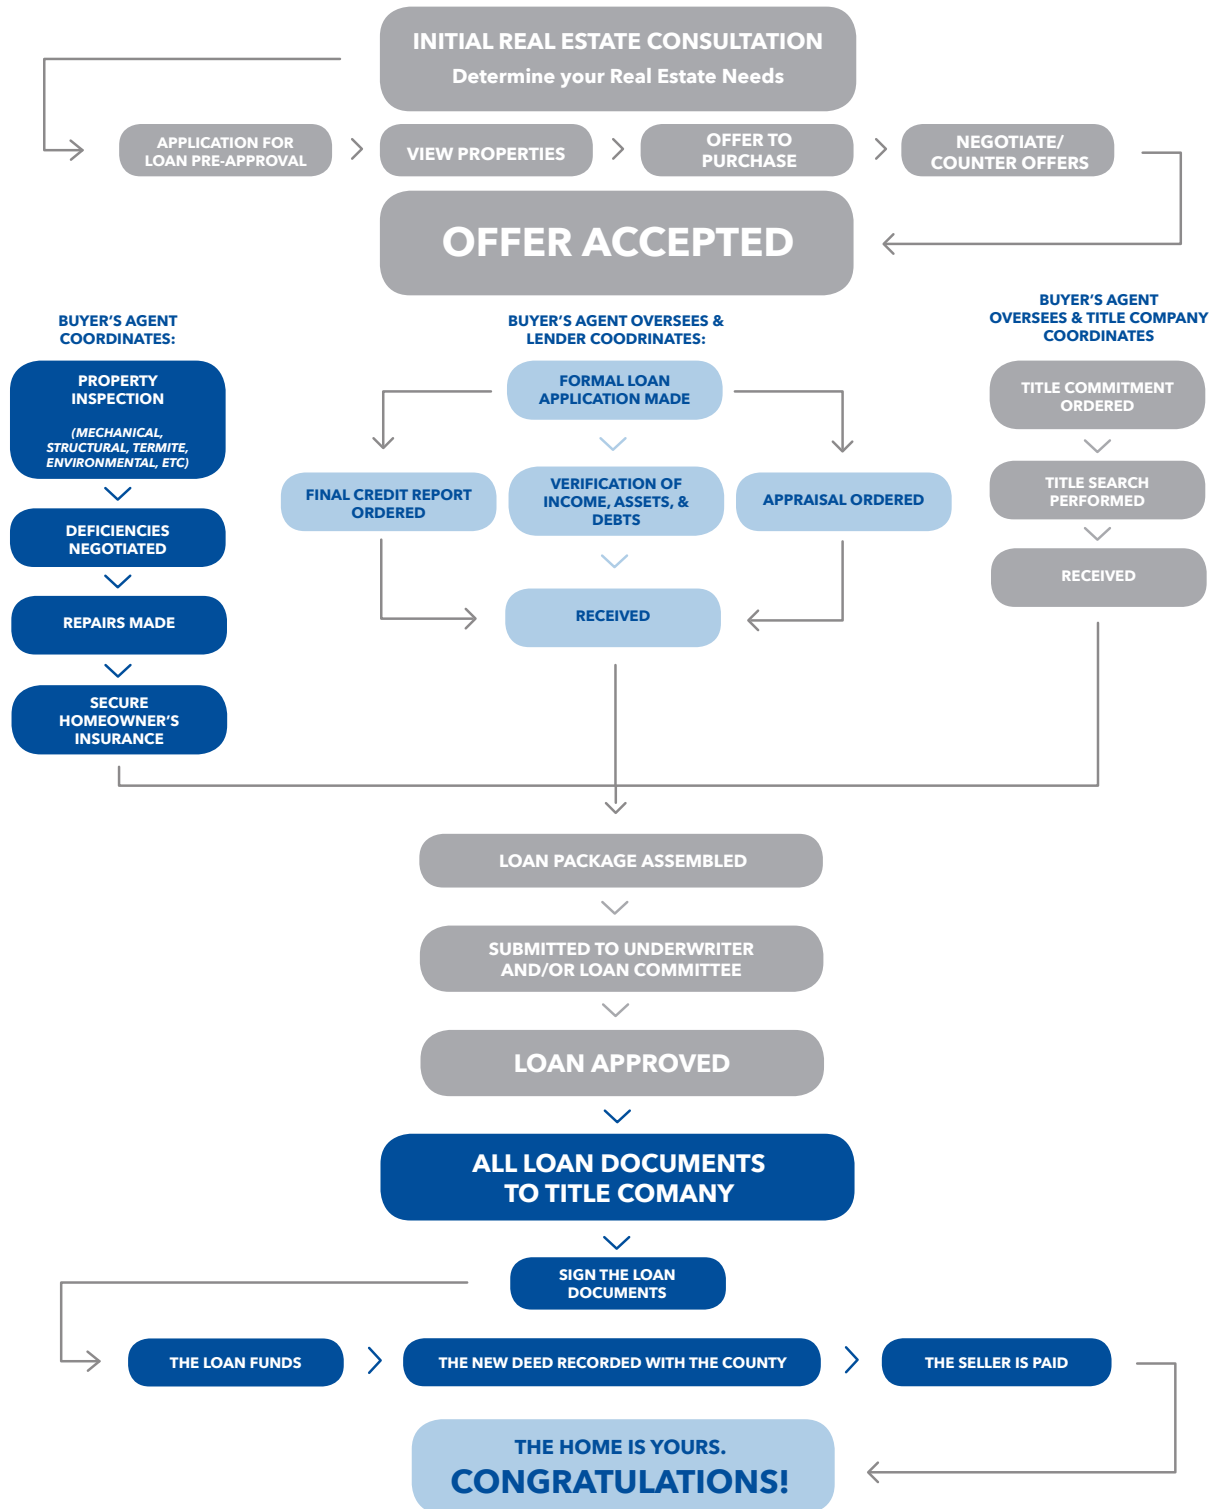 INITIAL REAL ESTATE CONSULTATION
Determine your Real Estate Needs
APPLICATION FOR
LOAN PRE-APPROVAL
VIEW PROPERTIES
OFFER TO
PURCHASE
NEGOTIATE/
COUNTER OFFERS
OFFER ACCEPTED
BUYER'S AGENT
COORDINATES:
PROPERTY
INSPECTION
(MECHANICAL,
STRUCTURAL, TERMITE,
ENVIRONMENTAL, ETC)
DEFICIENCIES
NEGOTIATED
REPAIRS MADE
SECURE
HOMEOWNER'S
INSURANCE
BUYER'S AGENT OVERSEES &
LENDER COODRINATES:
FORMAL LOAN
APPLICATION MADE
FINAL CREDIT REPORT
ORDERED
VERIFICATION OF
INCOME, ASSETS, &
DEBTS
APPRAISAL ORDERED
RECEIVED
BUYER'S AGENT
OVERSEES & TITLE COMPANY
COORDINATES
TITLE COMMITMENT
ORDERED
TITLE SEARCH
PERFORMED
RECEIVED
LOAN PACKAGE ASSEMBLED
SUBMITTED TO UNDERWRITER
AND/OR LOAN COMMITTEE
LOAN APPROVED
ALL LOAN DOCUMENTS
TO TITLE COMANY
SIGN THE LOAN
DOCUMENTS
THE LOAN FUNDS
THE NEW DEED RECORDED WITH THE COUNTY
THE SELLER IS PAID
THE HOME IS YOURS.
CONGRATULATIONS!